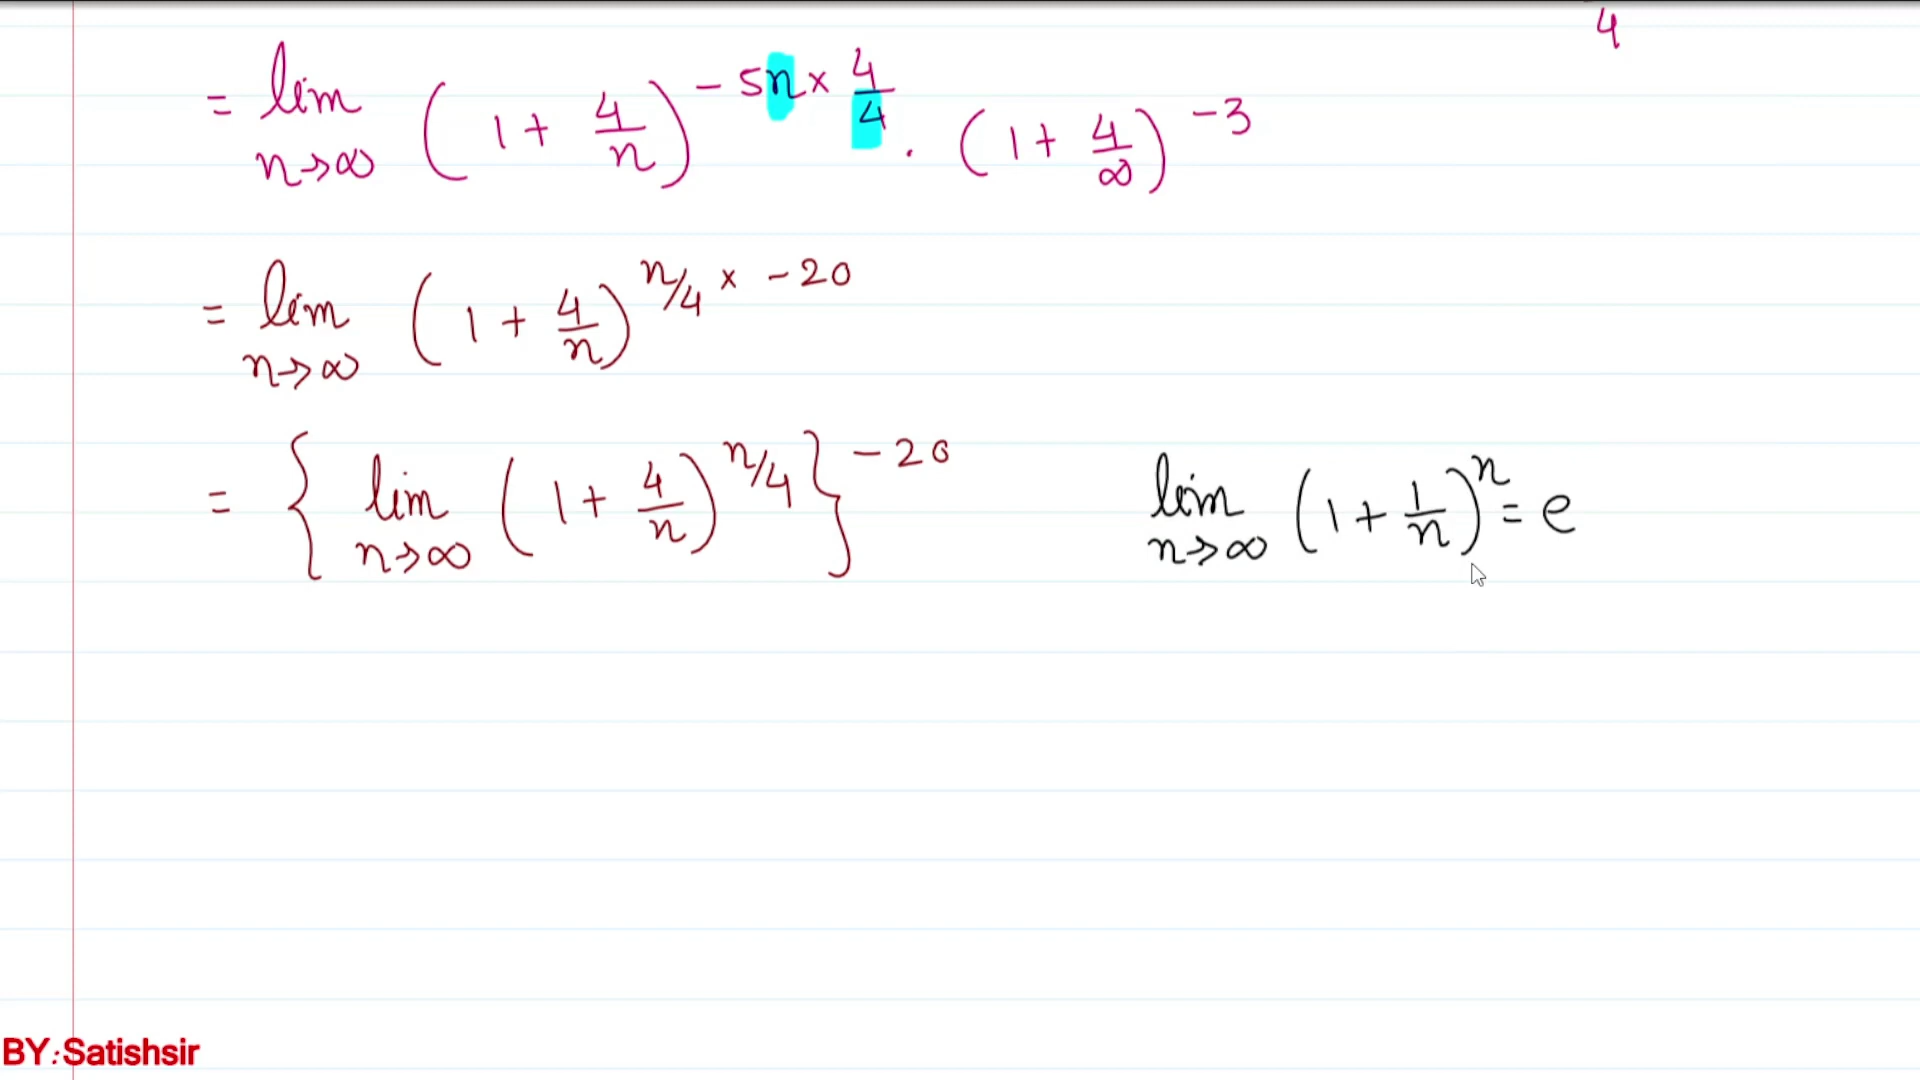 4
= lim n→∞ (1 + 4/n)^(-5n × 4/4) . (1 + 4/∞)^(-3)
= lim n→∞ (1 + 4/n)^(n/4 × -20)
= { lim n→∞ (1 + 4/n)^(n/4) }^(-20)
lim n→∞ (1 + 1/n)^n = e
BY:Satishsir